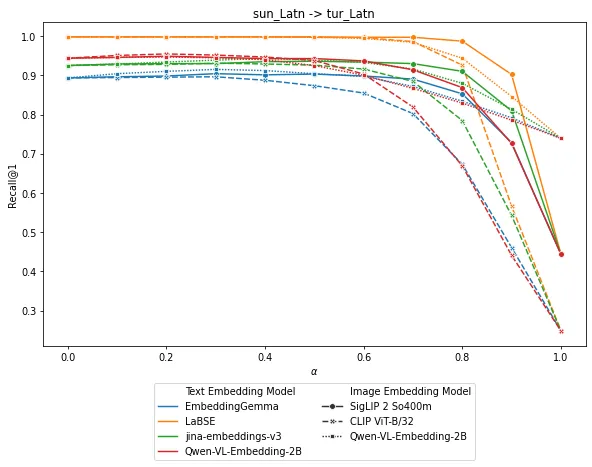 sun_Latn -> tur_Latn
1.0
0.9
0.8
0.7
0.6
0.5
0.4
0.3
Recall@1
0.0 0.2 0.4 0.6 0.8 1.0
α
Text Embedding Model Image Embedding Model
EmbeddingGemma SigLIP 2 So400m
LaBSE CLIP ViT-B/32
jina-embeddings-v3 Qwen-VL-Embedding-2B
Qwen-VL-Embedding-2B